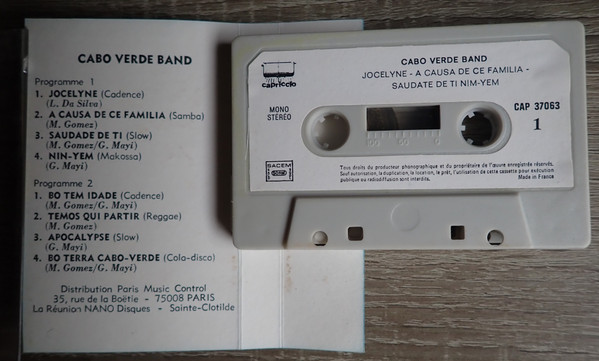 CABO VERDE BAND
Programme 1
1. JOCELYNE (Cadence)
(L. Da Silva)
2. A CAUSA DE CE FAMILIA (Samba)
(M. Gomez)
3. SAUDADE DE TI (Slow)
(M. Gomez/G. Mayi)
4. NIN-YEM (Makossa)
(G. Mayi)
Programme 2
1. BO TEM IDADE (Cadence)
(M. Gomez/G. Mayi)
2. TEMOS QUI PARTIR (Reggae)
(M. Gomez)
3. APOCALYPSE (Slow)
(G. Mayi)
4. BO TERRA CABO-VERDE (Cola-disco)
(M. Gomez/G. Mayi)
Distribution Paris Music Control
35, rue de la Boëtie - 75008 PARIS
La Réunion NANO Disques - Sainte-Clotilde
capriccio
CABO VERDE BAND
JOCELYNE - A CAUSA DE CE FAMILIA -
SAUDATE DE TI NIM-YEM
MONO
STÉREO
CAP 37063
1
SACEM
Tous droits du producteur phonographique et du propriétaire de l'œuvre enregistrée réservés.
Sauf autorisation, la duplication, la location, le prêt, l'utilisation de cette cassette pour exécution
publique ou radiodiffusion sont interdits.
Made in France